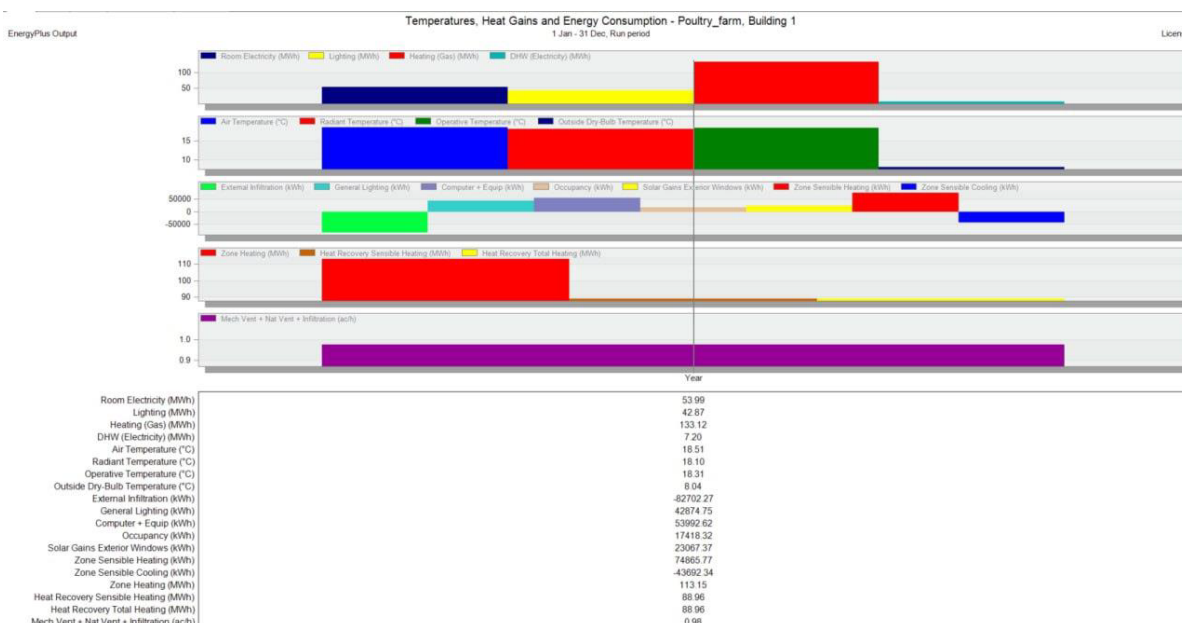 Temperatures, Heat Gains and Energy Consumption - Poultry_farm, Building 1
EnergyPlus Output 1 Jan - 31 Dec, Run period Licen
Room Electricity (MWh) Lighting (MWh) Heating (Gas) (MWh) DHW (Electricity) (MWh)
100
50
Air Temperature (°C) Radiant Temperature (°C) Operative Temperature (°C) Outside Dry-Bulb Temperature (°C)
15
10
External Infiltration (kWh) General Lighting (kWh) Computer + Equip (kWh) Occupancy (kWh) Solar Gains Exterior Windows (kWh) Zone Sensible Heating (kWh) Zone Sensible Cooling (kWh)
50000
0
-50000
Zone Heating (MWh) Heat Recovery Sensible Heating (MWh) Heat Recovery Total Heating (MWh)
110
100
90
Mech Vent + Nat Vent + Infiltration (ac/h)
1.0
0.9
Year
Room Electricity (MWh) 53.99
Lighting (MWh) 42.87
Heating (Gas) (MWh) 133.12
DHW (Electricity) (MWh) 7.20
Air Temperature (°C) 18.51
Radiant Temperature (°C) 18.10
Operative Temperature (°C) 18.31
Outside Dry-Bulb Temperature (°C) 8.04
External Infiltration (kWh) -82702.27
General Lighting (kWh) 42874.75
Computer + Equip (kWh) 53992.62
Occupancy (kWh) 17418.32
Solar Gains Exterior Windows (kWh) 23067.37
Zone Sensible Heating (kWh) 74865.77
Zone Sensible Cooling (kWh) -43692.34
Zone Heating (MWh) 113.15
Heat Recovery Sensible Heating (MWh) 88.96
Heat Recovery Total Heating (MWh) 88.96
Mech Vent + Nat Vent + Infiltration (ac/h) 0.98